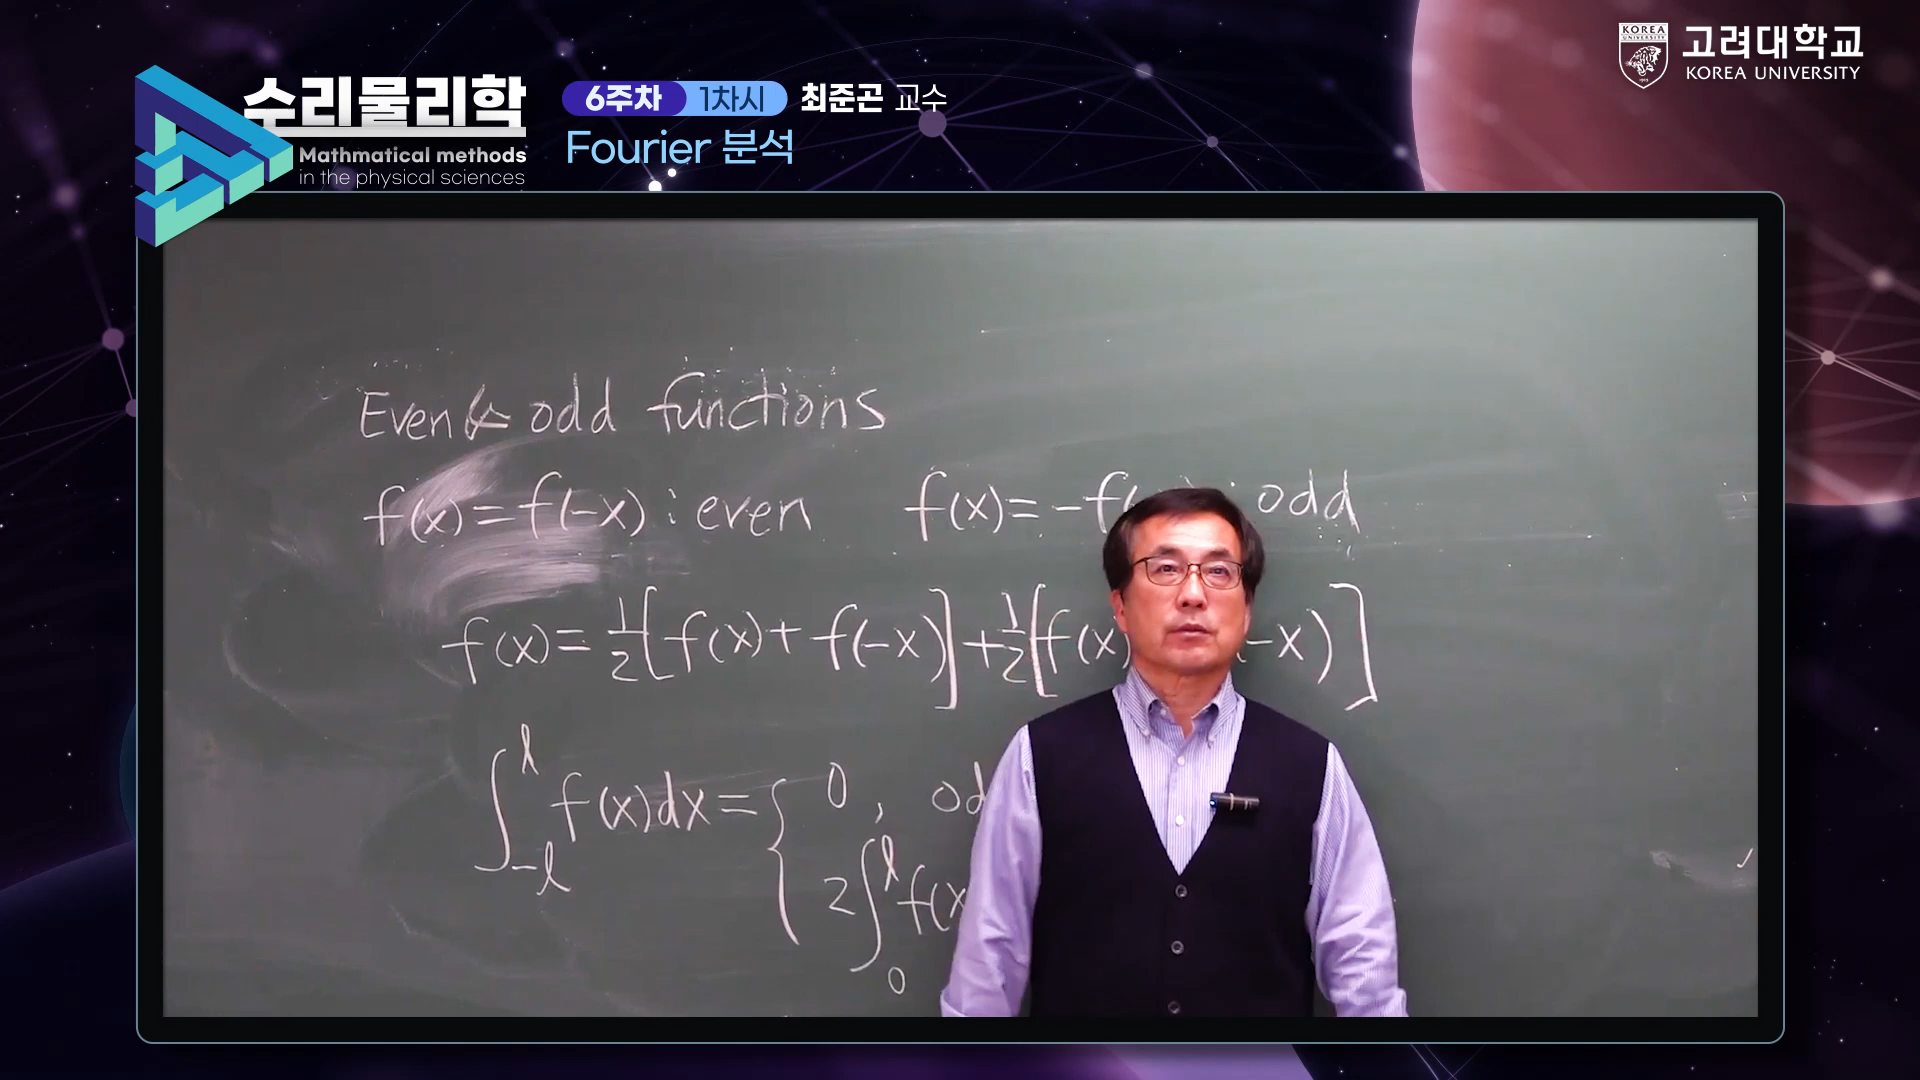 KOREA
UNIVERSITY
1905
고려대학교
KOREA UNIVERSITY
수리물리학
Mathmatical methods
in the physical sciences
6주차 1차시 최준곤 교수
Fourier 분석
Even & odd functions
f(x)=f(-x) : even f(x)=-f( : odd
f(x)=1/2[f(x)+f(-x)]+1/2[f(x) -x)]
∫_{-l}^{l} f(x)dx={ 0, od
2∫_0^l f(x